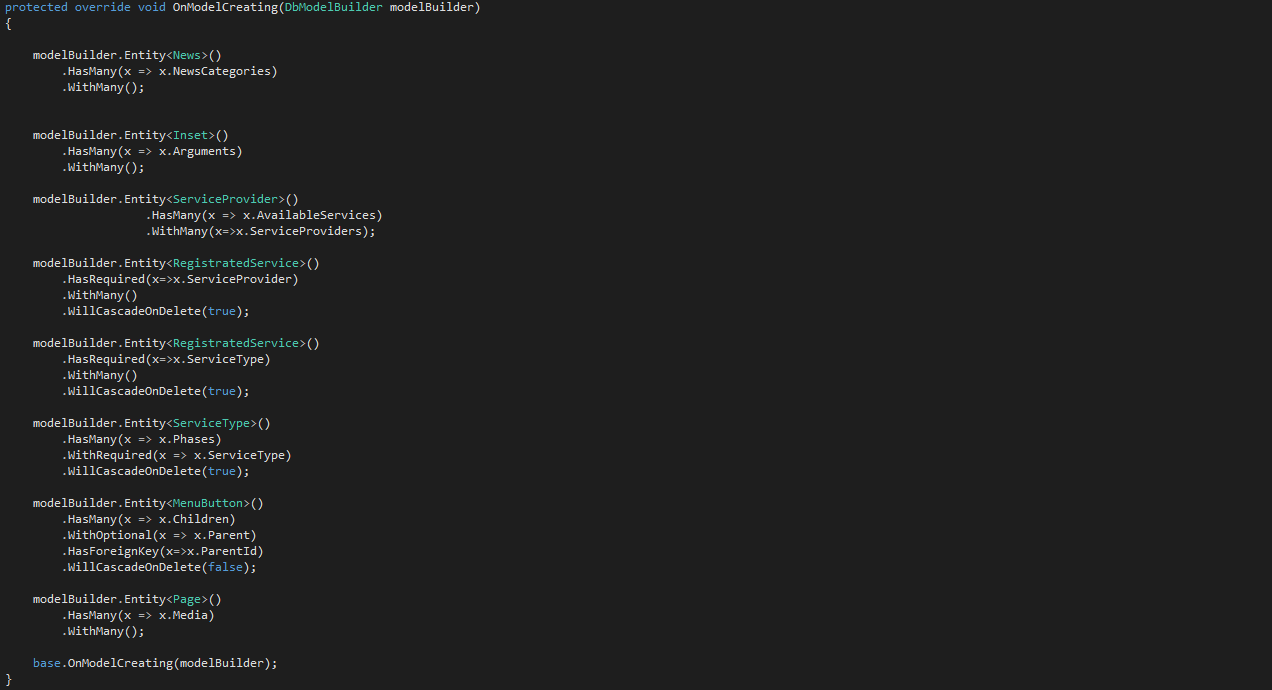 protected override void OnModelCreating(DbModelBuilder modelBuilder)
{
modelBuilder.Entity<News>()
.HasMany(x => x.NewsCategories)
.WithMany();
modelBuilder.Entity<Inset>()
.HasMany(x => x.Arguments)
.WithMany();
modelBuilder.Entity<ServiceProvider>()
.HasMany(x => x.AvailableServices)
.WithMany(x=>x.ServiceProviders);
modelBuilder.Entity<RegistratedService>()
.HasRequired(x=>x.ServiceProvider)
.WithMany()
.WillCascadeOnDelete(true);
modelBuilder.Entity<RegistratedService>()
.HasRequired(x=>x.ServiceType)
.WithMany()
.WillCascadeOnDelete(true);
modelBuilder.Entity<ServiceType>()
.HasMany(x => x.Phases)
.WithRequired(x => x.ServiceType)
.WillCascadeOnDelete(true);
modelBuilder.Entity<MenuButton>()
.HasMany(x => x.Children)
.WithOptional(x => x.Parent)
.HasForeignKey(x=>x.ParentId)
.WillCascadeOnDelete(false);
modelBuilder.Entity<Page>()
.HasMany(x => x.Media)
.WithMany();
base.OnModelCreating(modelBuilder);
}